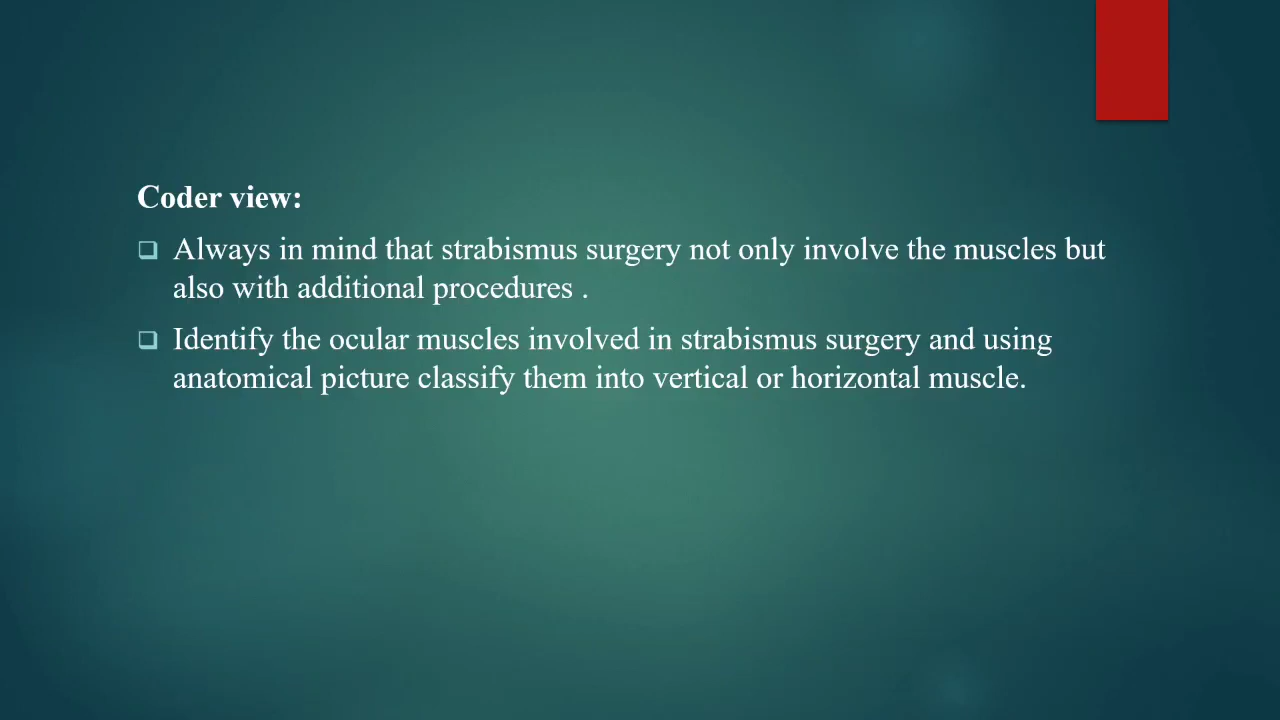 Coder view:
Always in mind that strabismus surgery not only involve the muscles but
also with additional procedures .
Identify the ocular muscles involved in strabismus surgery and using
anatomical picture classify them into vertical or horizontal muscle.